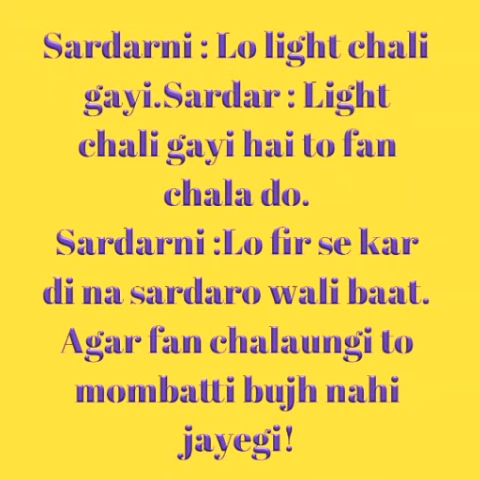 Sardarni : Lo light chali
gayi.Sardar : Light
chali gayi hai to fan
chala do.
Sardarni :Lo fir se kar
di na sardaro wali baat.
Agar fan chalaungi to
mombatti bujh nahi
jayegi!